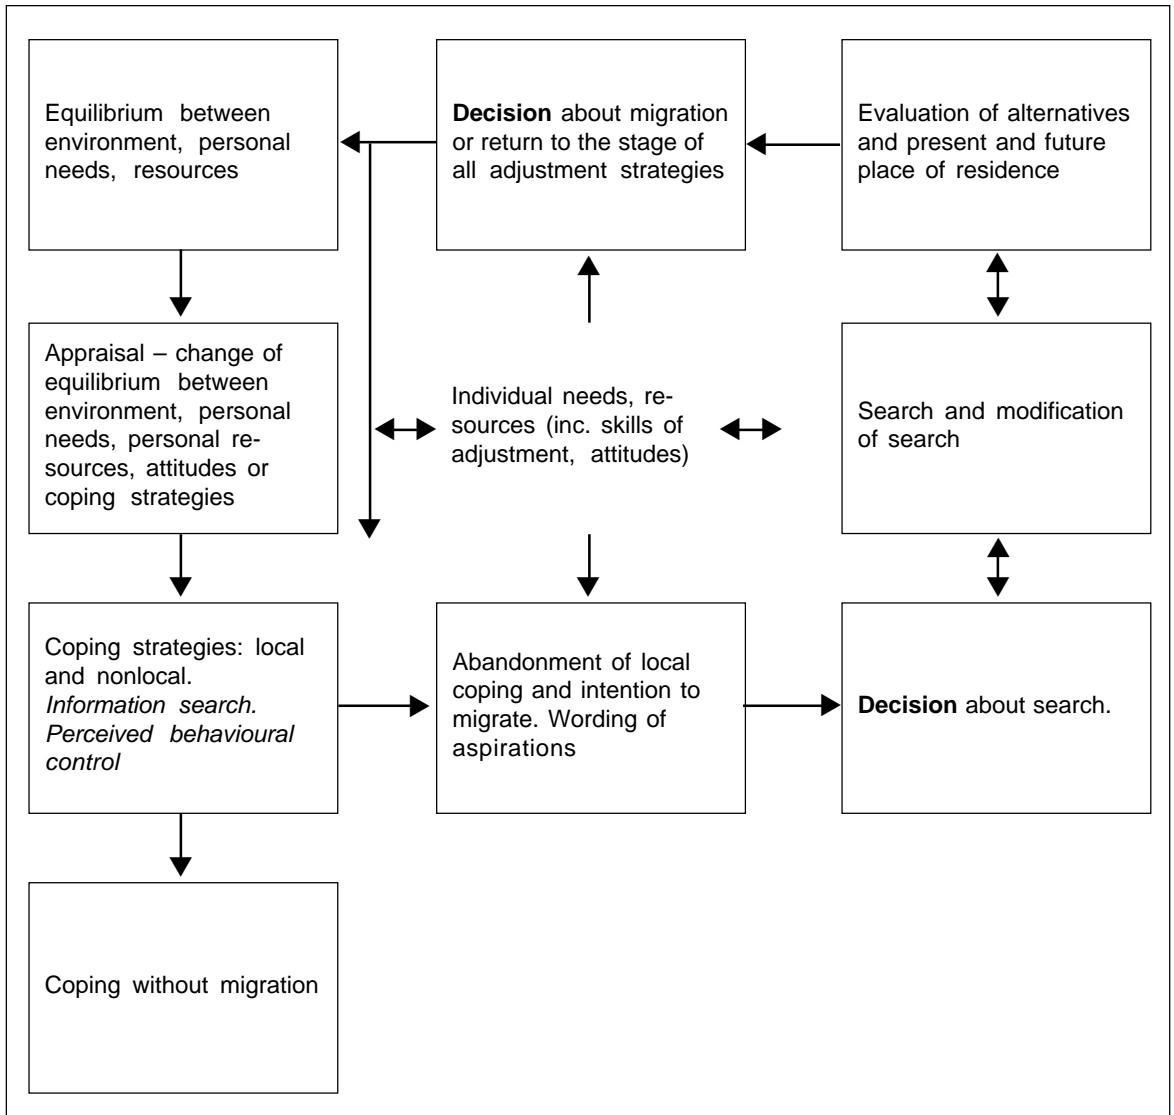 Equilibrium between
environment, personal
needs, resources
Decision about migration
or return to the stage of
all adjustment strategies
Evaluation of alternatives
and present and future
place of residence
Appraisal – change of
equilibrium between
environment, personal
needs, personal re-
sources, attitudes or
coping strategies
Individual needs, re-
sources (inc. skills of
adjustment, attitudes)
Search and modification
of search
Coping strategies: local
and nonlocal.
Information search.
Perceived behavioural
control
Abandonment of local
coping and intention to
migrate. Wording of
aspirations
Decision about search.
Coping without migration